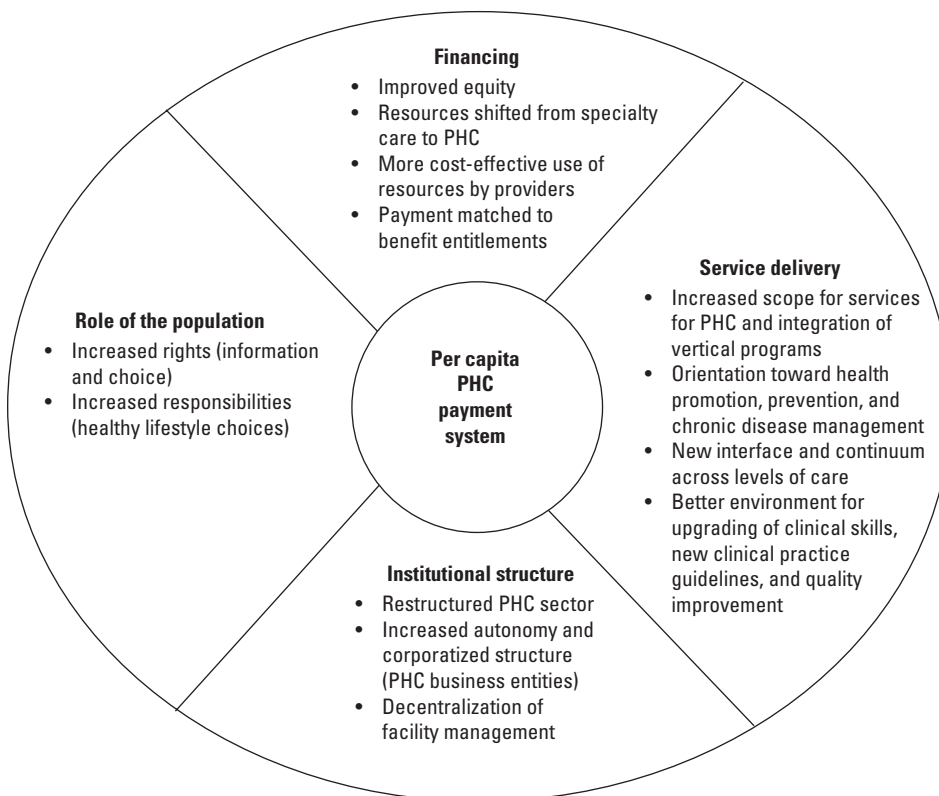 Financing
• Improved equity
• Resources shifted from specialty
care to PHC
• More cost-effective use of
resources by providers
• Payment matched to
benefit entitlements
Role of the population
• Increased rights (information
and choice)
• Increased responsibilities
(healthy lifestyle choices)
Per capita
PHC
payment
system
Service delivery
• Increased scope for services
for PHC and integration of
vertical programs
• Orientation toward health
promotion, prevention, and
chronic disease management
• New interface and continuum
across levels of care
• Better environment for
upgrading of clinical skills,
new clinical practice
guidelines, and quality
improvement
Institutional structure
• Restructured PHC sector
• Increased autonomy and
corporatized structure
(PHC business entities)
• Decentralization of
facility management